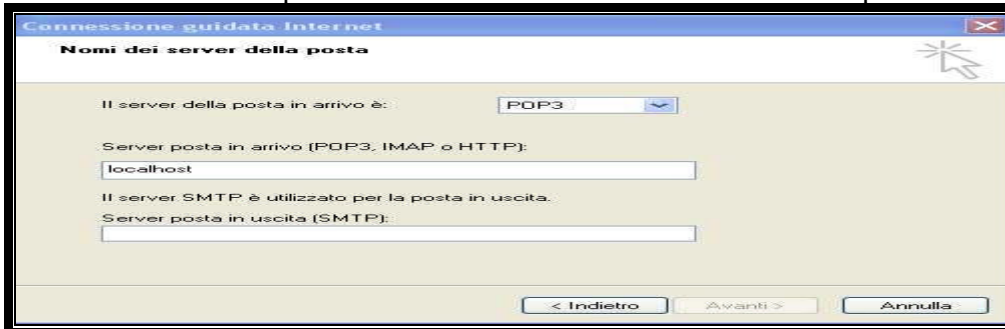 Connessione guidata Internet
Nomi dei server della posta
Il server della posta in arrivo è: POP3
Server posta in arrivo (POP3, IMAP o HTTP):
localhost
Il server SMTP è utilizzato per la posta in uscita.
Server posta in uscita (SMTP):
< Indietro Avanti > Annulla